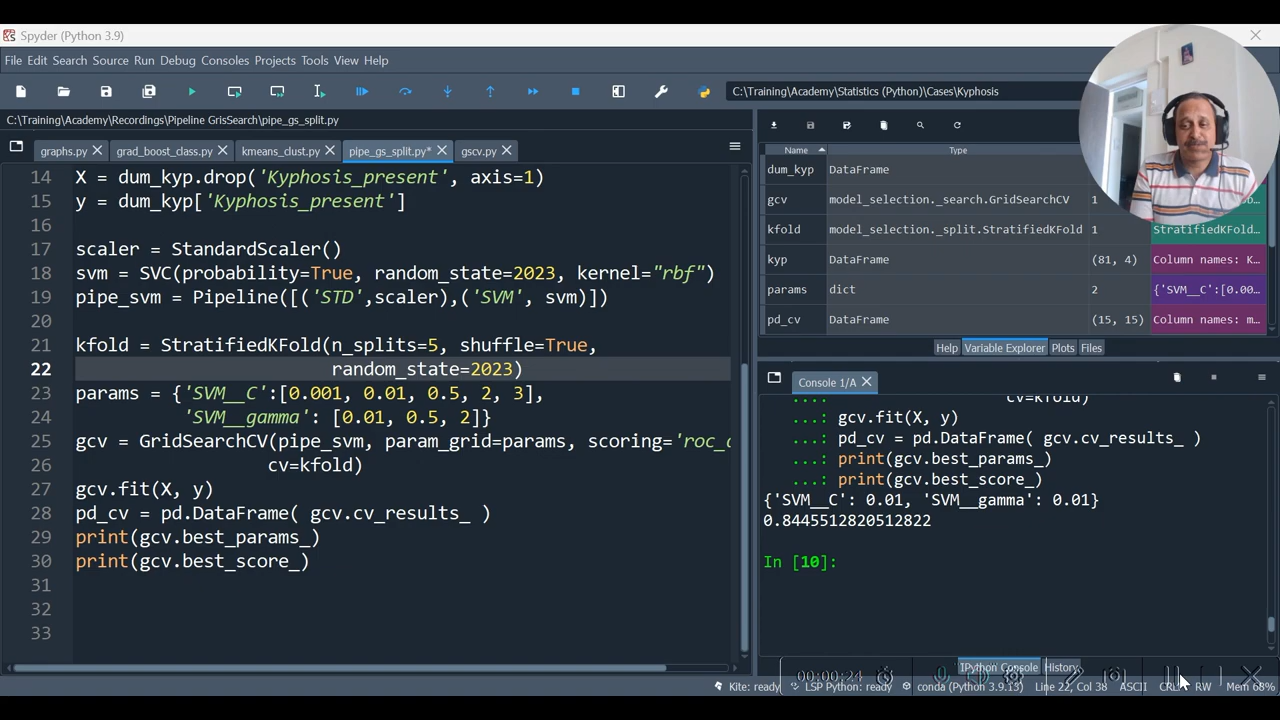 Spyder (Python 3.9)
File Edit Search Source Run Debug Consoles Projects Tools View Help
C:\Training\Academy\Statistics (Python)\Cases\Kyphosis
C:\Training\Academy\Recordings\Pipeline GrisSearch\pipe_gs_split.py
graphs.py grad_boost_class.py kmeans_clust.py pipe_gs_split.py* gscv.py
14 X = dum_kyp.drop('Kyphosis_present', axis=1)
15 y = dum_kyp['Kyphosis_present']
16
17 scaler = StandardScaler()
18 svm = SVC(probability=True, random_state=2023, kernel="rbf")
19 pipe_svm = Pipeline([('STD',scaler),('SVM', svm)])
20
21 kfold = StratifiedKFold(n_splits=5, shuffle=True,
22 random_state=2023)
23 params = {'SVM__C':[0.001, 0.01, 0.5, 2, 3],
24 'SVM__gamma': [0.01, 0.5, 2]}
25 gcv = GridSearchCV(pipe_svm, param_grid=params, scoring='roc_
26 cv=kfold)
27 gcv.fit(X, y)
28 pd_cv = pd.DataFrame( gcv.cv_results_ )
29 print(gcv.best_params_)
30 print(gcv.best_score_)
31
32
33
Name Type
dum_kyp DataFrame
gcv model_selection._search.GridSearchCV 1
kfold model_selection._split.StratifiedKFold 1 StratifiedKFold…
kyp DataFrame (81, 4) Column names: K…
params dict 2 {'SVM__C':[0.00…
pd_cv DataFrame (15, 15) Column names: m…
Help Variable Explorer Plots Files
Console 1/A
...: cv=kfold)
...: gcv.fit(X, y)
...: pd_cv = pd.DataFrame( gcv.cv_results_ )
...: print(gcv.best_params_)
...: print(gcv.best_score_)
{'SVM__C': 0.01, 'SVM__gamma': 0.01}
0.8445512820512822
In [10]:
IPython Console History
00:00:24
Kite: ready LSP Python: ready conda (Python 3.9.13) Line 22, Col 38 ASCII CRLF RW Mem 68%